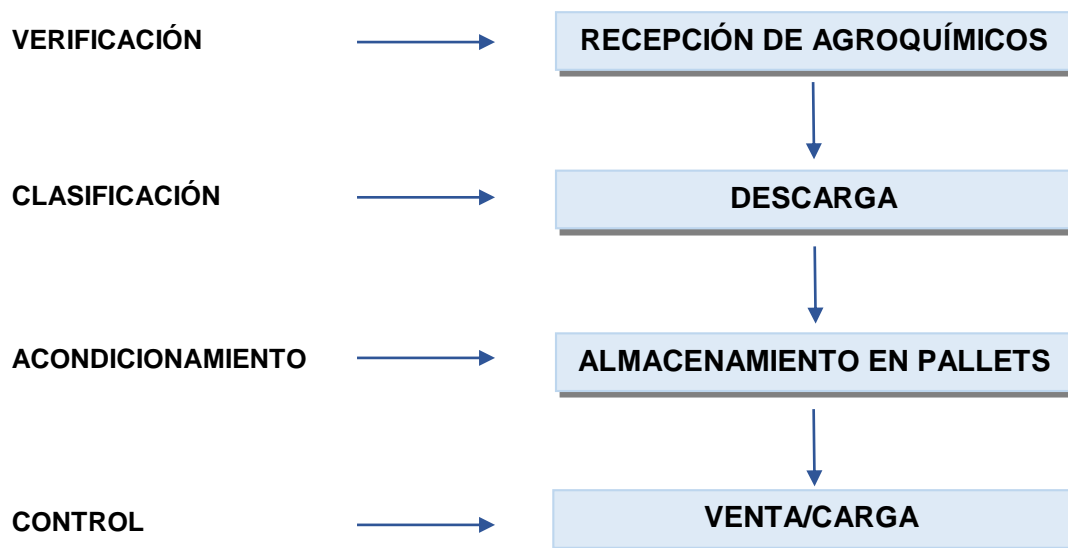 VERIFICACIÓN
RECEPCIÓN DE AGROQUÍMICOS
CLASIFICACIÓN
DESCARGA
ACONDICIONAMIENTO
ALMACENAMIENTO EN PALLETS
CONTROL
VENTA/CARGA